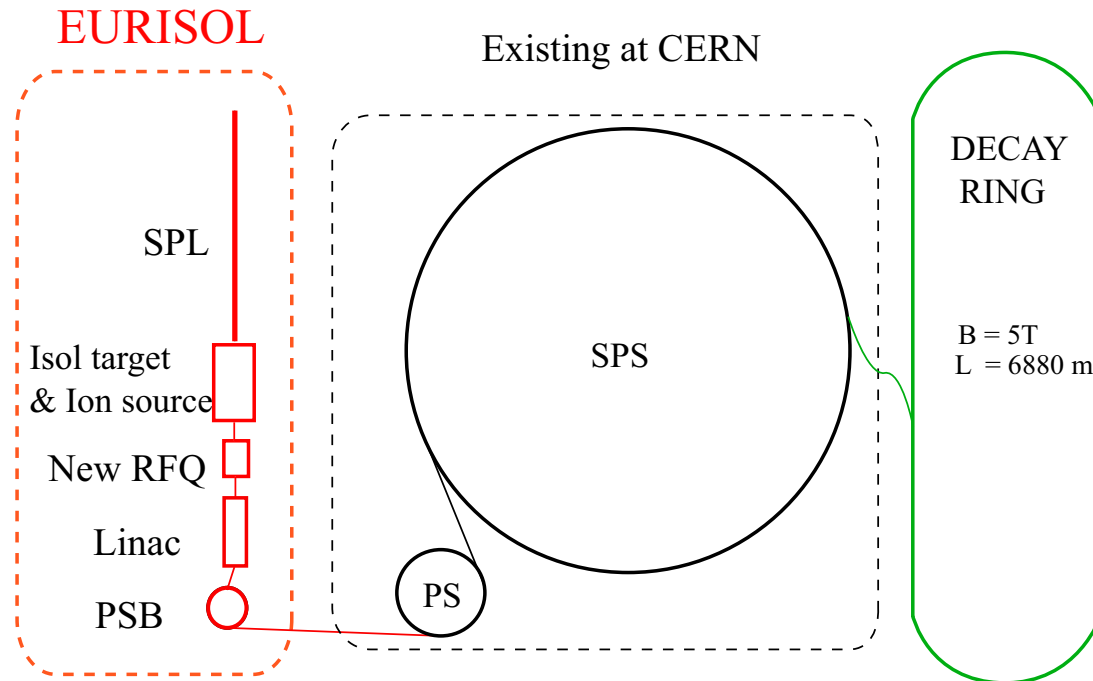 EURISOL
Existing at CERN
SPL
Isol target
& Ion source
New RFQ
Linac
PSB
SPS
PS
DECAY
RING
B = 5T
L = 6880 m